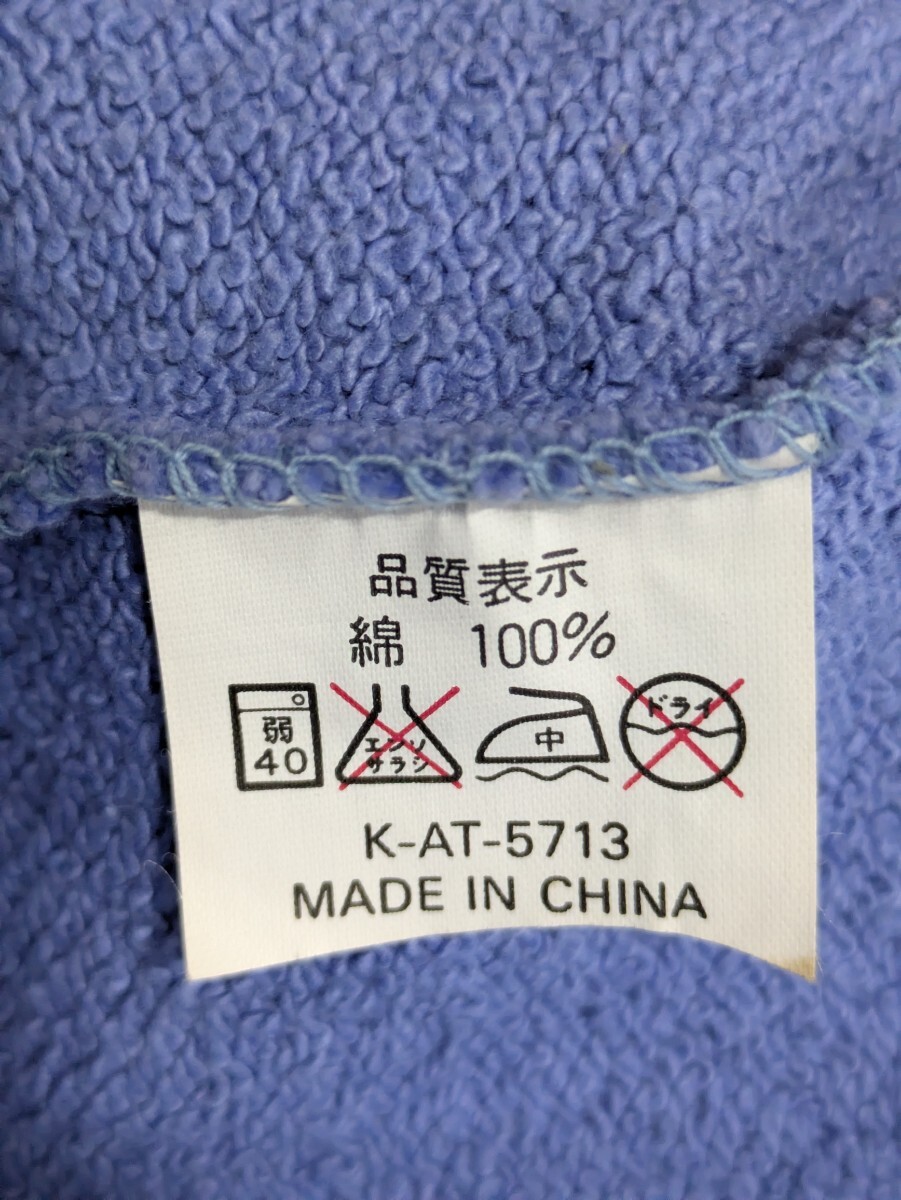 品質表示
綿 100%
弱
40
エンソ
サラシ
中
ドライ
K-AT-5713
MADE IN CHINA